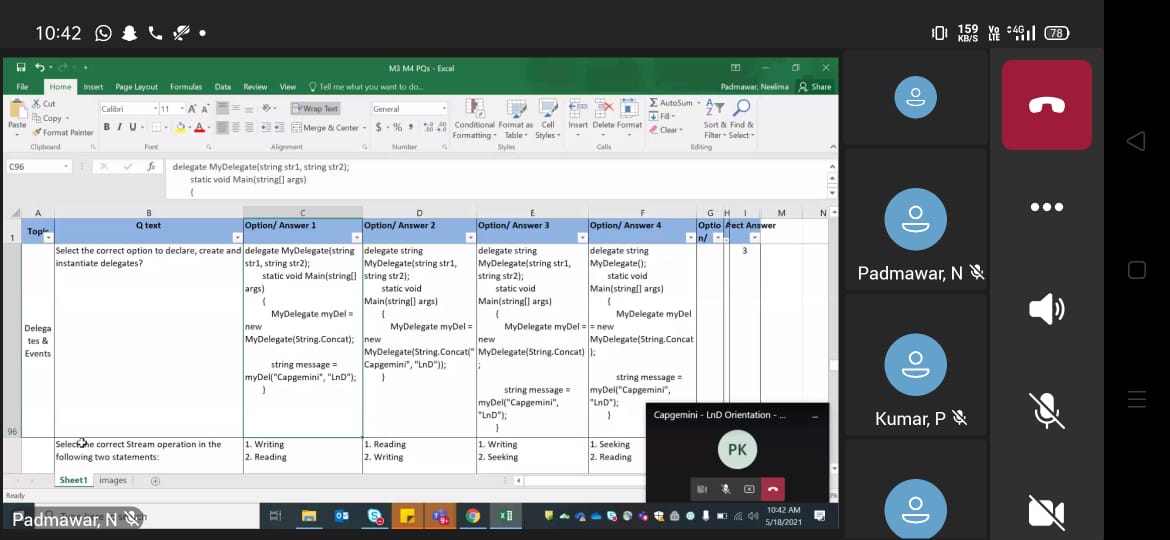 10:42
159 KB/S Vo LTE 4G 78
M3 M4 PQs - Excel
File Home Insert Page Layout Formulas Data Review View Tell me what you want to do... Padmawar, Neelima Share
Cut
Copy
Paste
Format Painter
Calibri 11 A A
B I U
Wrap Text
Merge & Center
General
$ % ,
Conditional Formatting
Format as Table
Cell Styles
Insert Delete Format
AutoSum
Fill
Clear
Sort & Filter
Find & Select
Clipboard Font Alignment Number Styles Cells Editing
C96 fx delegate MyDelegate(string str1, string str2);
static void Main(string[] args)
{
A B C D E F G H I M N
1 Topic Q text Option/ Answer 1 Option/ Answer 2 Option/ Answer 3 Option/ Answer 4 Optio n/ rect Answer
96
Delega
tes &
Events
Select the correct option to declare, create and
instantiate delegates?
delegate MyDelegate(string
str1, string str2);
static void Main(string[]
args)
{
MyDelegate myDel =
new
MyDelegate(String.Concat);
string message =
myDel("Capgemini", "LnD");
}
delegate string
MyDelegate(string str1,
string str2);
static void
Main(string[] args)
{
MyDelegate myDel =
new
MyDelegate(String.Concat("
Capgemini", "LnD"));
}
delegate string
MyDelegate(string str1,
string str2);
static void
Main(string[] args)
{
MyDelegate myDel =
new
MyDelegate(String.Concat)
;
string message =
myDel("Capgemini",
"LnD");
}
delegate string
MyDelegate();
static void
Main(string[] args)
{
MyDelegate myDel
= new
MyDelegate(String.Concat
);
string message =
myDel("Capgemini",
"LnD");
}
3
correct Stream operation in the
following two statements:
1. Writing
2. Reading
1. Reading
2. Writing
1. Writing
2. Seeking
1. Seeking
2. Reading
Sheet1 images
Ready
Capgemini - LnD Orientation - ...
PK
10:42 AM
5/18/2021
Padmawar, N
Padmawar, N
Kumar, P